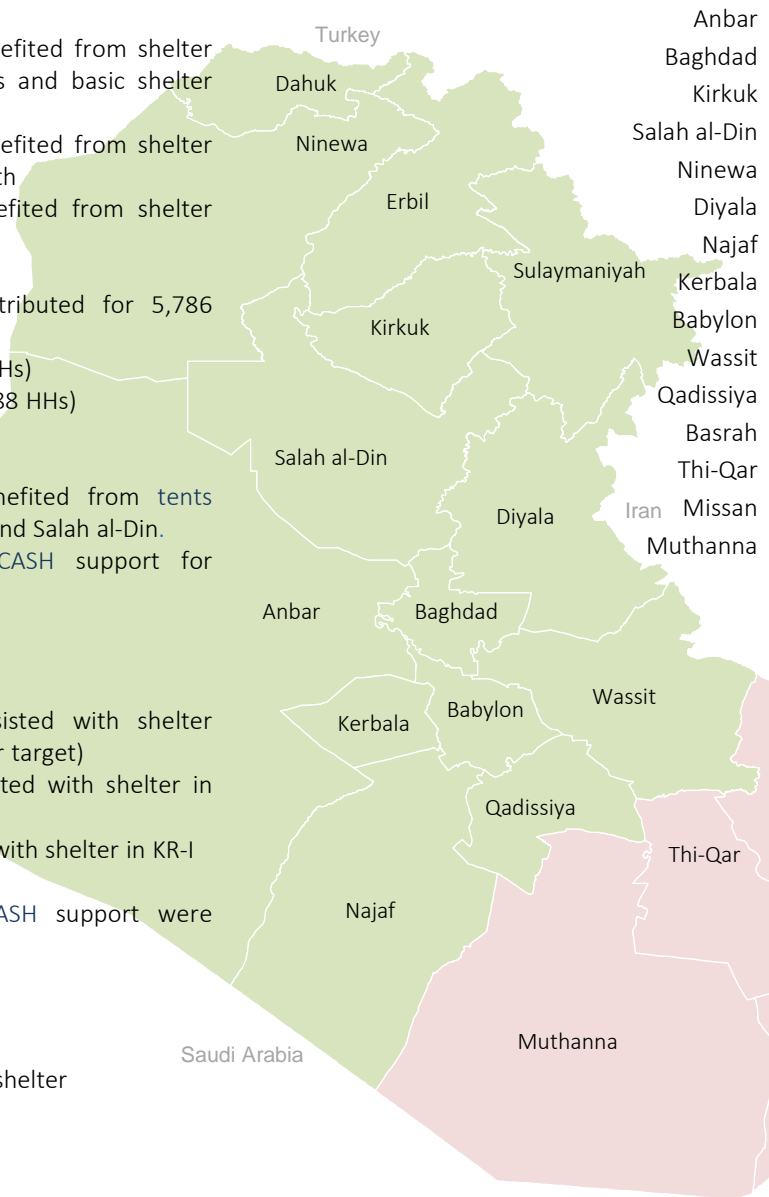 efited from shelter
s and basic shelter
efited from shelter
th
efited from shelter
tributed for 5,786
Hs)
38 HHs)
nefited from tents
and Salah al-Din.
CASH support for
sisted with shelter
r target)
ted with shelter in
with shelter in KR-I
ASH support were
shelter
Turkey
Dahuk
Ninewa
Erbil
Sulaymaniyah
Kirkuk
Salah al-Din
Diyala
Iran
Anbar
Baghdad
Wassit
Kerbala
Babylon
Qadissiya
Thi-Qar
Najaf
Muthanna
Saudi Arabia
Anbar
Baghdad
Kirkuk
Salah al-Din
Ninewa
Diyala
Najaf
Kerbala
Babylon
Wassit
Qadissiya
Basrah
Thi-Qar
Missan
Muthanna